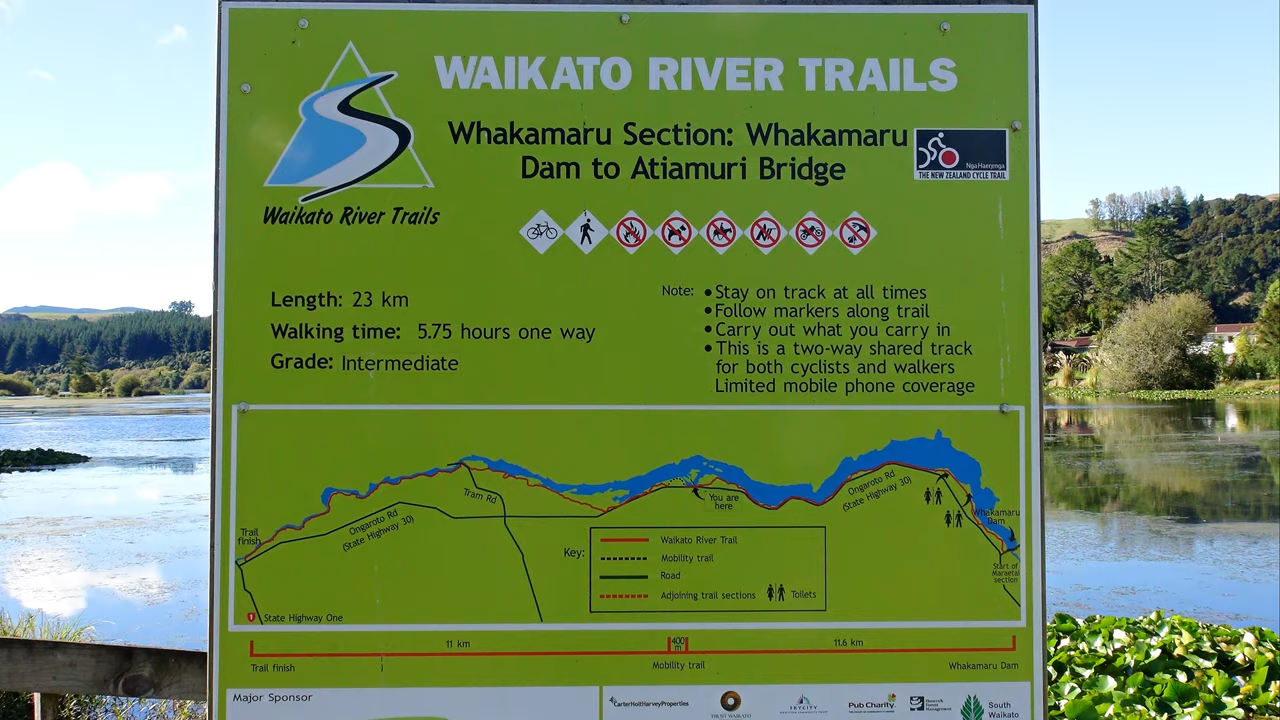 WAIKATO RIVER TRAILS
Whakamaru Section: Whakamaru
Dam to Atiamuri Bridge
Nga Haerenga
THE NEW ZEALAND CYCLE TRAIL
Waikato River Trails
Length: 23 km
Walking time: 5.75 hours one way
Grade: Intermediate
Note: • Stay on track at all times
• Follow markers along trail
• Carry out what you carry in
• This is a two-way shared track
for both cyclists and walkers
Limited mobile phone coverage
Trail
finish
Ongaroto Rd
(State Highway 30)
Tram Rd
You are
here
Ongaroto Rd
(State Highway 30)
Whakamaru
Dam
Start of
Maraetai
section
1 State Highway One
Key:
Waikato River Trail
Mobility trail
Road
Adjoining trail sections
Toilets
11 km
400
m
11.6 km
Trail finish
Mobility trail
Whakamaru Dam
Major Sponsor
CarterHoltHarveyProperties
TRUST WAIKATO
SKYCITY
Pub Charity
Hancock
Forest
Management
South
Waikato